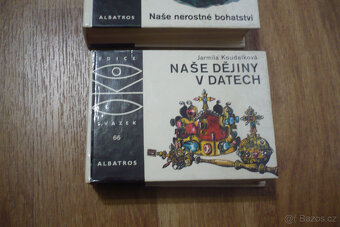 ALBATROS
Naše nerostné bohatství
EDICE
OKO
SVAZEK
66
ALBATROS
Jarmila Koudelková
NAŠE DĚJINY
V DATECH
Bazos.cz